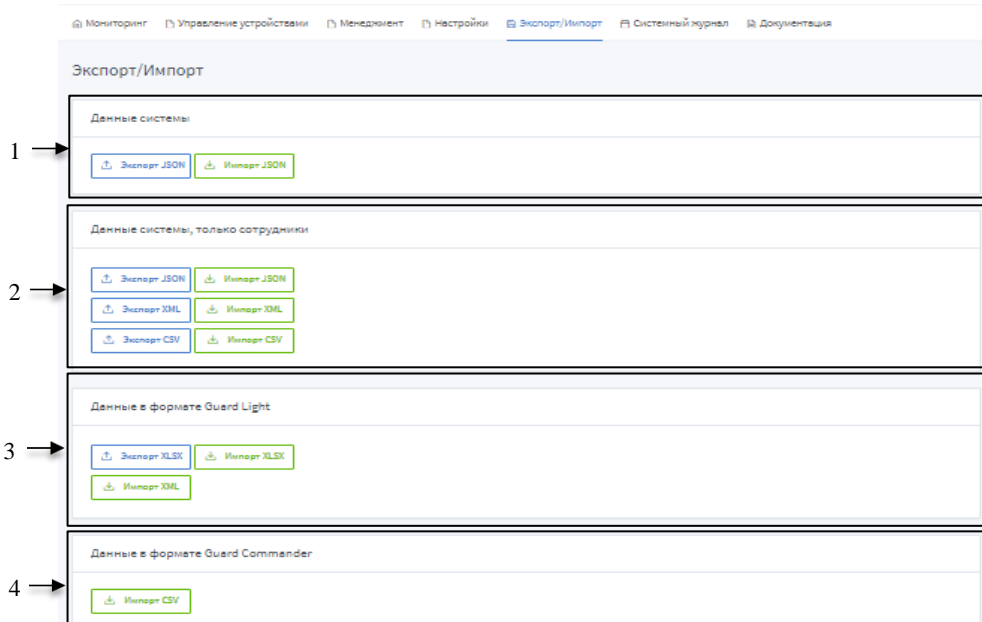 Мониторинг Управление устройствами Менеджмент Настройки Экспорт/Импорт Системный журнал Документация
Экспорт/Импорт
1
Данные системы
Экспорт JSON Импорт JSON
2
Данные системы, только сотрудники
Экспорт JSON Импорт JSON
Экспорт XML Импорт XML
Экспорт CSV Импорт CSV
3
Данные в формате Guard Light
Экспорт XLSX Импорт XLSX
Импорт XML
4
Данные в формате Guard Commander
Импорт CSV